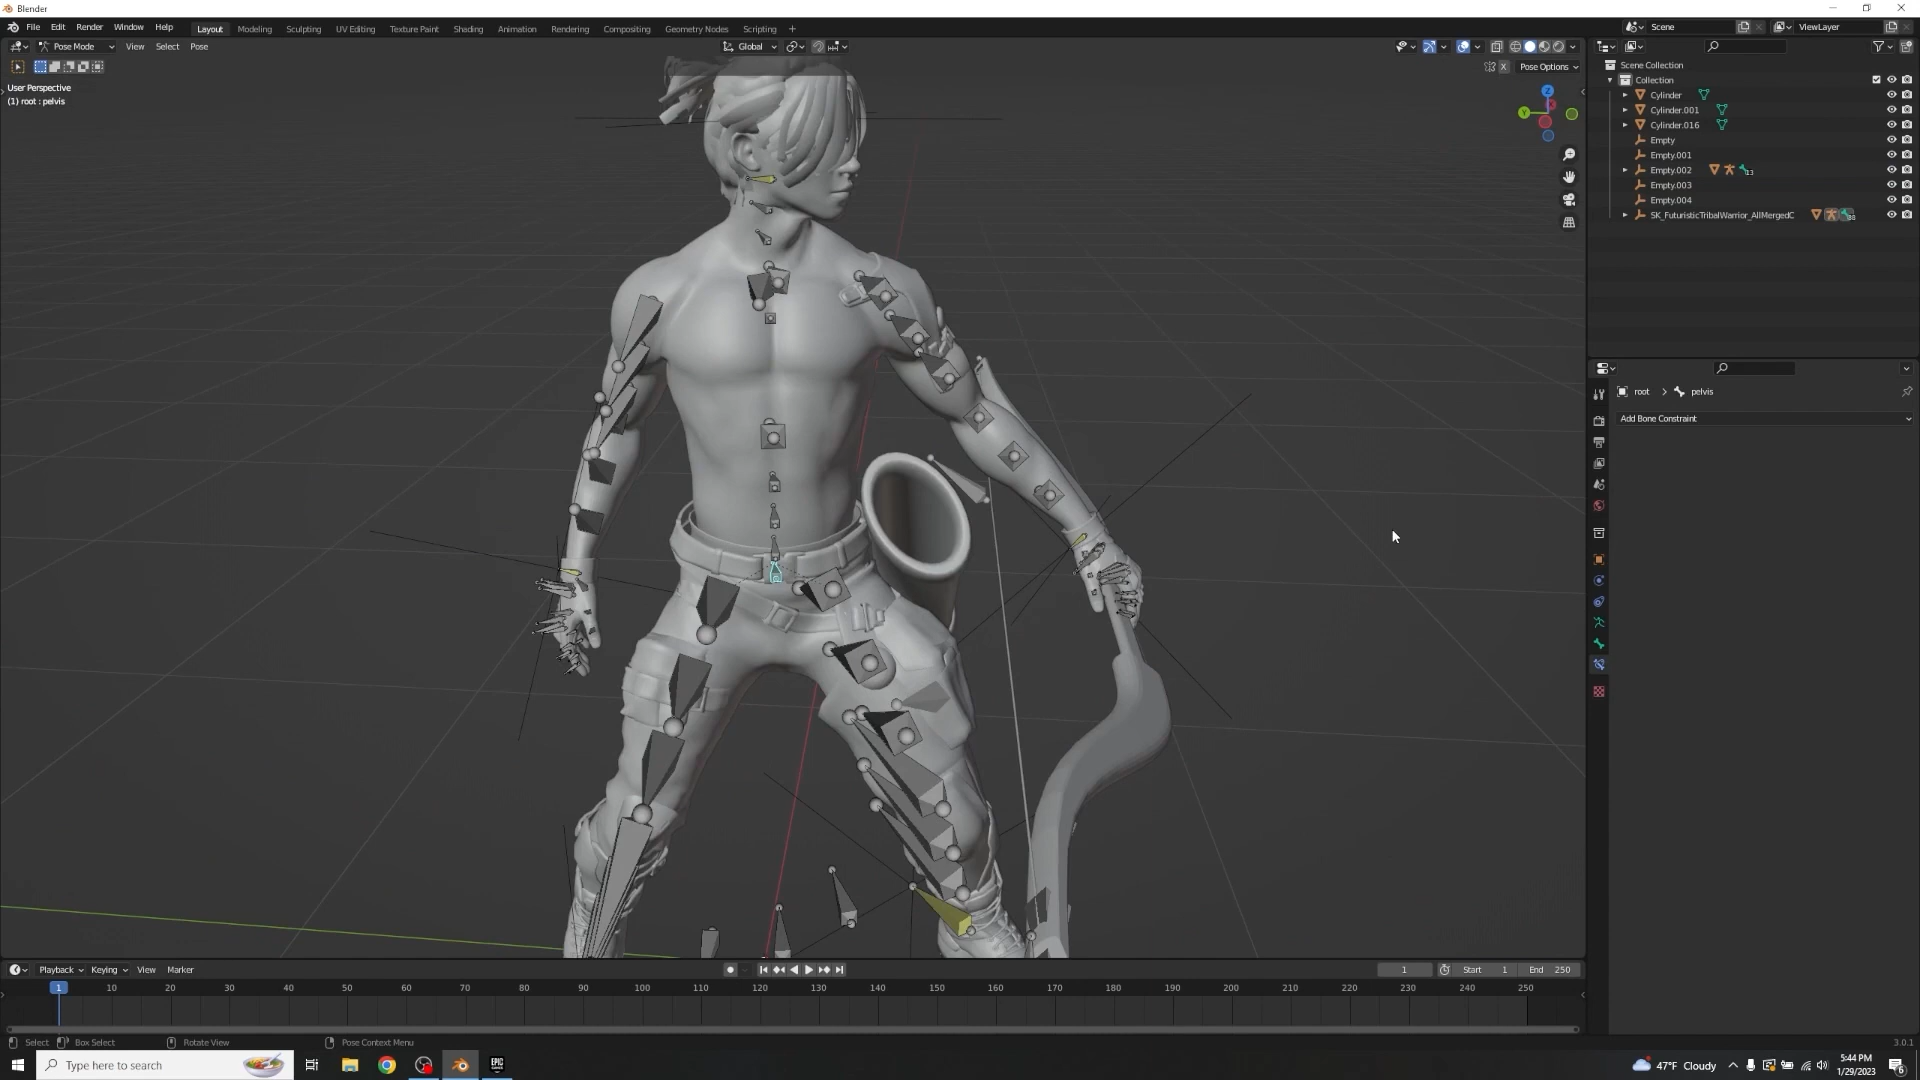 Blender
File Edit Render Window Help Layout Modeling Sculpting UV Editing Texture Paint Shading Animation Rendering Compositing Geometry Nodes Scripting + Scene ViewLayer
Pose Mode View Select Pose Global
X Pose Options
User Perspective
(1) root : pelvis
Z
Y
Scene Collection
Collection
Cylinder
Cylinder.001
Cylinder.016
Empty
Empty.001
Empty.002
Empty.003
Empty.004
SK_FuturisticTribalWarrior_AllMergedC
root > pelvis
Add Bone Constraint
Playback Keying View Marker 1 Start 1 End 250
1 10 20 30 40 50 60 70 80 90 100 110 120 130 140 150 160 170 180 190 200 210 220 230 240 250
Select Box Select Rotate View Pose Context Menu 3.0.1
Type here to search
EPIC
47°F Cloudy
5:44 PM
1/29/2023
6